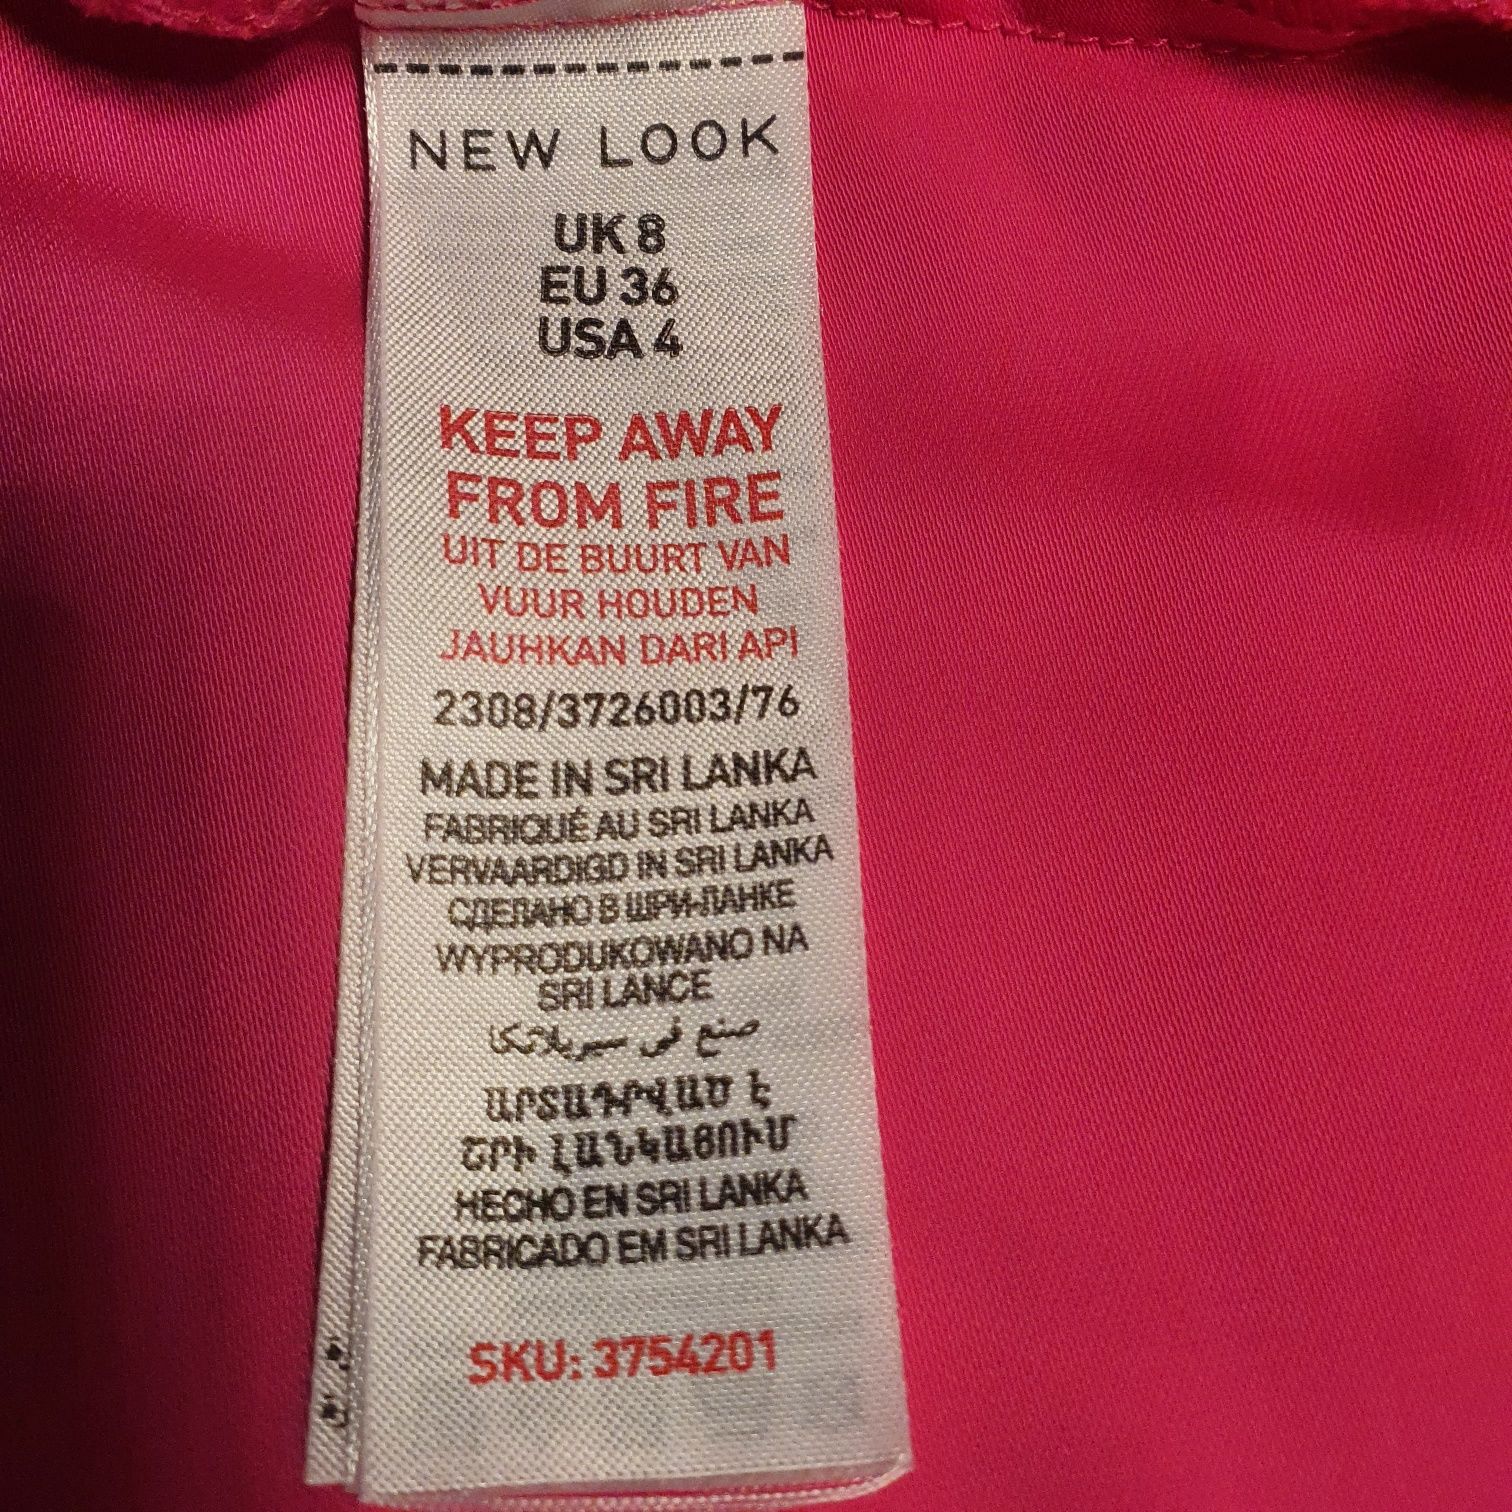 NEW LOOK
UK 8
EU 36
USA 4
KEEP AWAY
FROM FIRE
UIT DE BUURT VAN
VUUR HOUDEN
JAUHKAN DARI API
2308/3726003/76
MADE IN SRI LANKA
FABRIQUÉ AU SRI LANKA
VERVAARDIGD IN SRI LANKA
СДЕЛАНО В ШРИ-ЛАНКЕ
WYPRODUKOWANO NA
SRI LANCE
صنع في سيريلانكا
ԱՐՏԱԴՐՎԱԾ Է
ՇՐԻ ԼԱՆԿԱՅՈՒՄ
HECHO EN SRI LANKA
FABRICADO EM SRI LANKA
SKU: 3754201